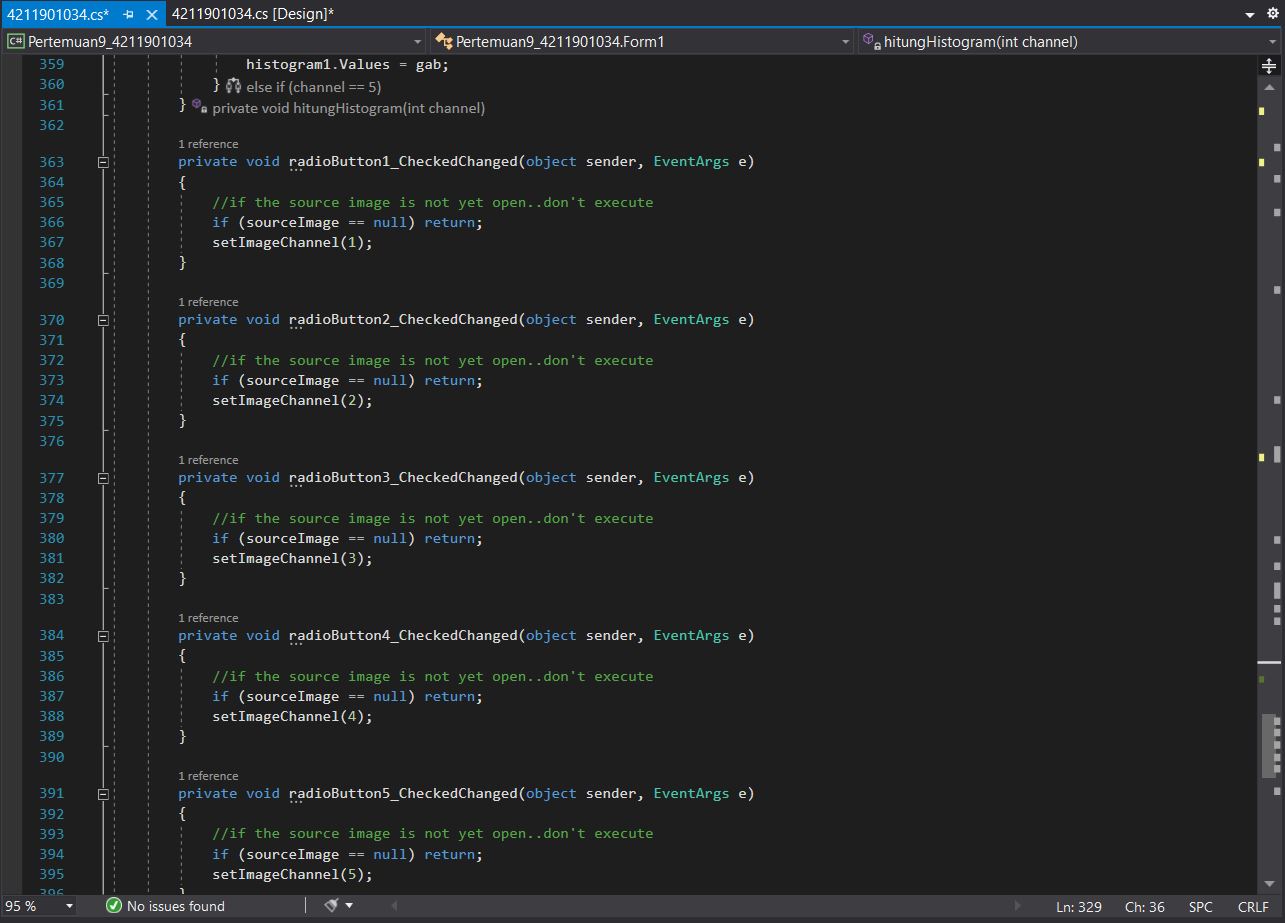 4211901034.cs* 4211901034.cs [Design]*
C# Pertemuan9_4211901034 Pertemuan9_4211901034.Form1 hitungHistogram(int channel)
359 histogram1.Values = gab;
360 } else if (channel == 5)
361 } private void hitungHistogram(int channel)
362
1 reference
363 private void radioButton1_CheckedChanged(object sender, EventArgs e)
364 {
365 //if the source image is not yet open..don't execute
366 if (sourceImage == null) return;
367 setImageChannel(1);
368 }
369
1 reference
370 private void radioButton2_CheckedChanged(object sender, EventArgs e)
371 {
372 //if the source image is not yet open..don't execute
373 if (sourceImage == null) return;
374 setImageChannel(2);
375 }
376
1 reference
377 private void radioButton3_CheckedChanged(object sender, EventArgs e)
378 {
379 //if the source image is not yet open..don't execute
380 if (sourceImage == null) return;
381 setImageChannel(3);
382 }
383
1 reference
384 private void radioButton4_CheckedChanged(object sender, EventArgs e)
385 {
386 //if the source image is not yet open..don't execute
387 if (sourceImage == null) return;
388 setImageChannel(4);
389 }
390
1 reference
391 private void radioButton5_CheckedChanged(object sender, EventArgs e)
392 {
393 //if the source image is not yet open..don't execute
394 if (sourceImage == null) return;
395 setImageChannel(5);
396 }
95 % No issues found Ln: 329 Ch: 36 SPC CRLF